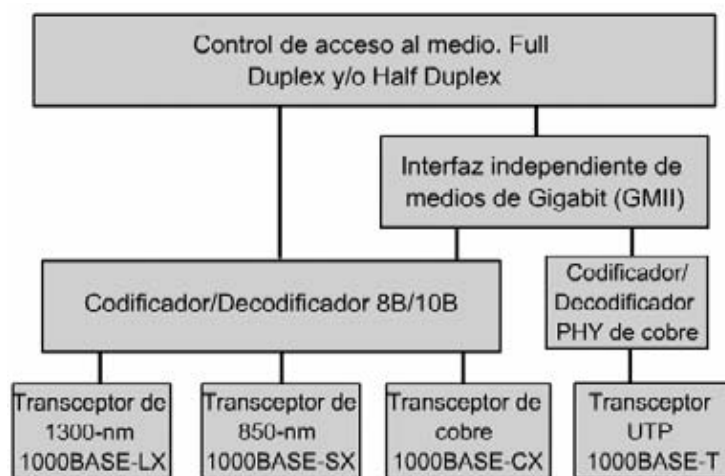 Control de acceso al medio. Full
Duplex y/o Half Duplex
Interfaz independiente de
medios de Gigabit (GMII)
Codificador/Decodificador 8B/10B
Codificador/
Decodificador
PHY de cobre
Transceptor de
1300-nm
1000BASE-LX
Transceptor de
850-nm
1000BASE-SX
Transceptor de
cobre
1000BASE-CX
Transceptor
UTP
1000BASE-T